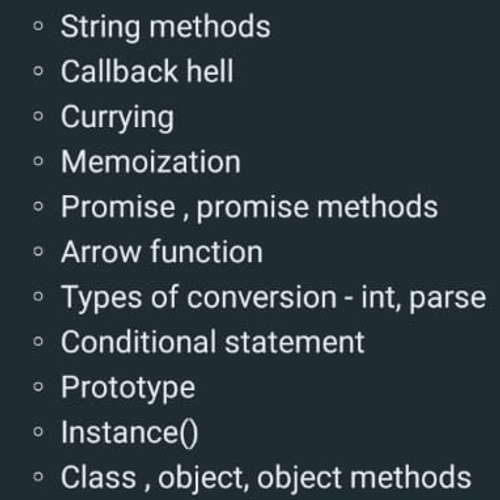 String methods
Callback hell
Currying
Memoization
Promise , promise methods
Arrow function
Types of conversion - int, parse
Conditional statement
Prototype
Instance()
Class , object, object methods